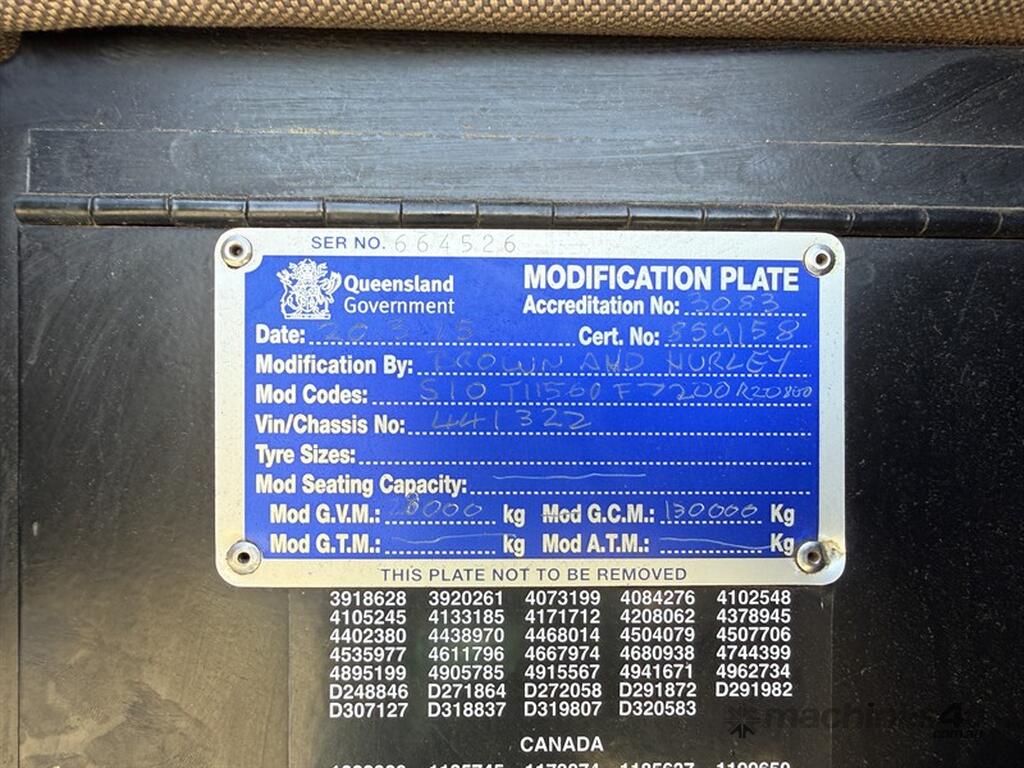 SER NO. 664526
Queensland
Government
MODIFICATION PLATE
Accreditation No: 3083
Date: 20 3 15 Cert. No: 859158
Modification By: BROWN AND HURLEY
Mod Codes: S10 T11560 F7200 R20800
Vin/Chassis No: 441322
Tyre Sizes:
Mod Seating Capacity:
Mod G.V.M.: 28000 kg Mod G.C.M.: 130000 Kg
Mod G.T.M.: kg Mod A.T.M.: Kg
THIS PLATE NOT TO BE REMOVED
3918628 3920261 4073199 4084276 4102548
4105245 4133185 4171712 4208062 4378945
4402380 4438970 4468014 4504079 4507706
4535977 4611796 4667974 4680938 4744399
4895199 4905785 4915567 4941671 4962734
D248846 D271864 D272058 D291872 D291982
D307127 D318837 D319807 D320583
CANADA
machines4u
.com.au